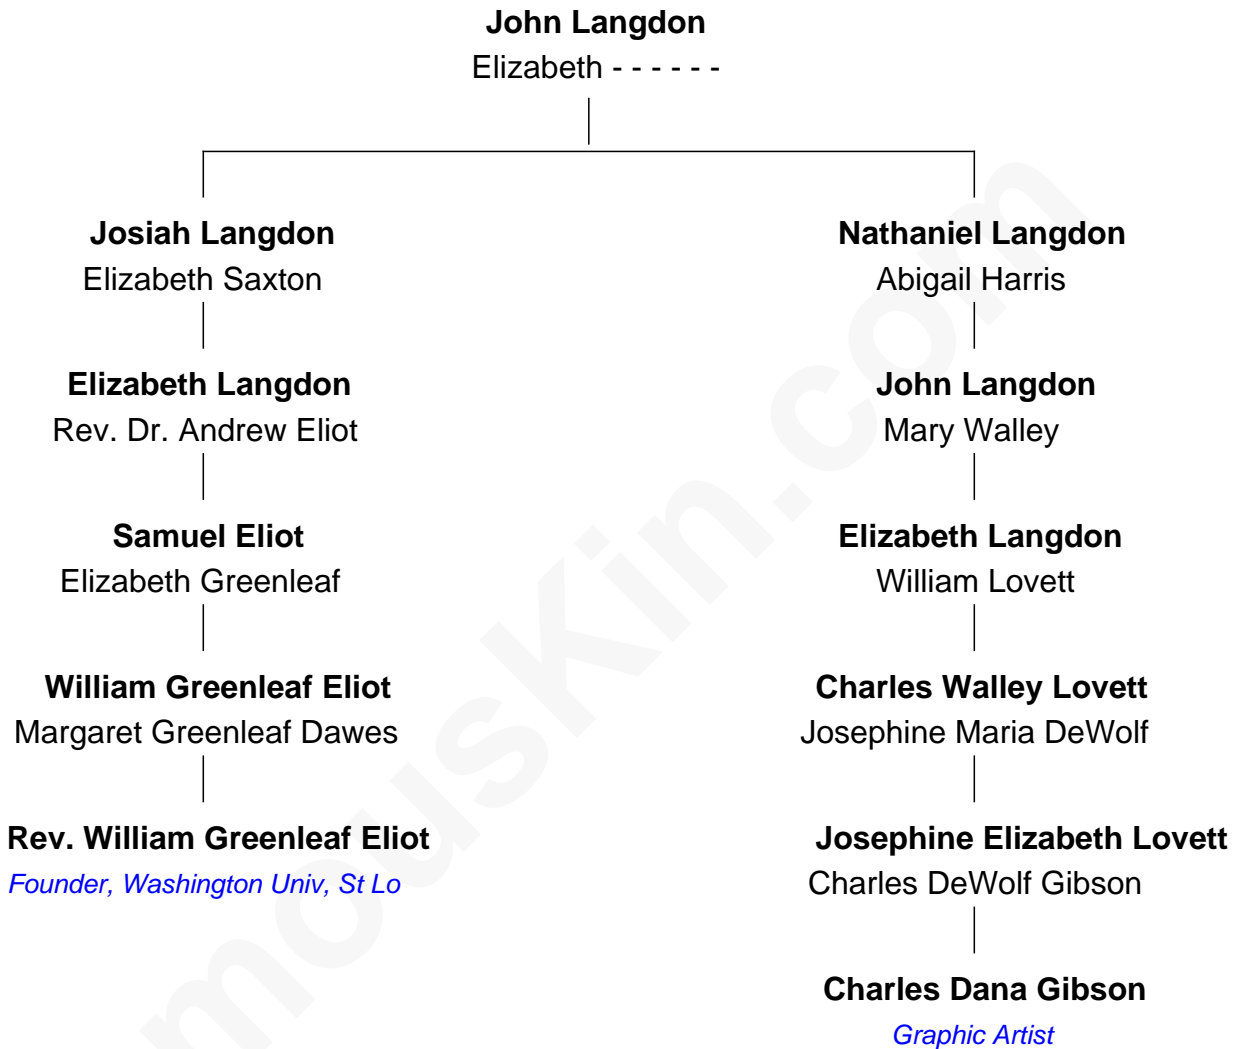 John Langdon
Elizabeth - - - - - -
Josiah Langdon
Nathaniel Langdon
Elizabeth Saxton
Abigail Harris
Elizabeth Langdon
John Langdon
Rev. Dr. Andrew Eliot
Mary Walley
Samuel Eliot
Elizabeth Langdon
Elizabeth Greenleaf
William Lovett
William Greenleaf Eliot
Charles Walley Lovett
Margaret Greenleaf Dawes
Josephine Maria DeWolf
Rev. William Greenleaf Eliot
Josephine Elizabeth Lovett
Founder, Washington Univ, St Lo
Charles DeWolf Gibson
Charles Dana Gibson
Graphic Artist
mousKin.com